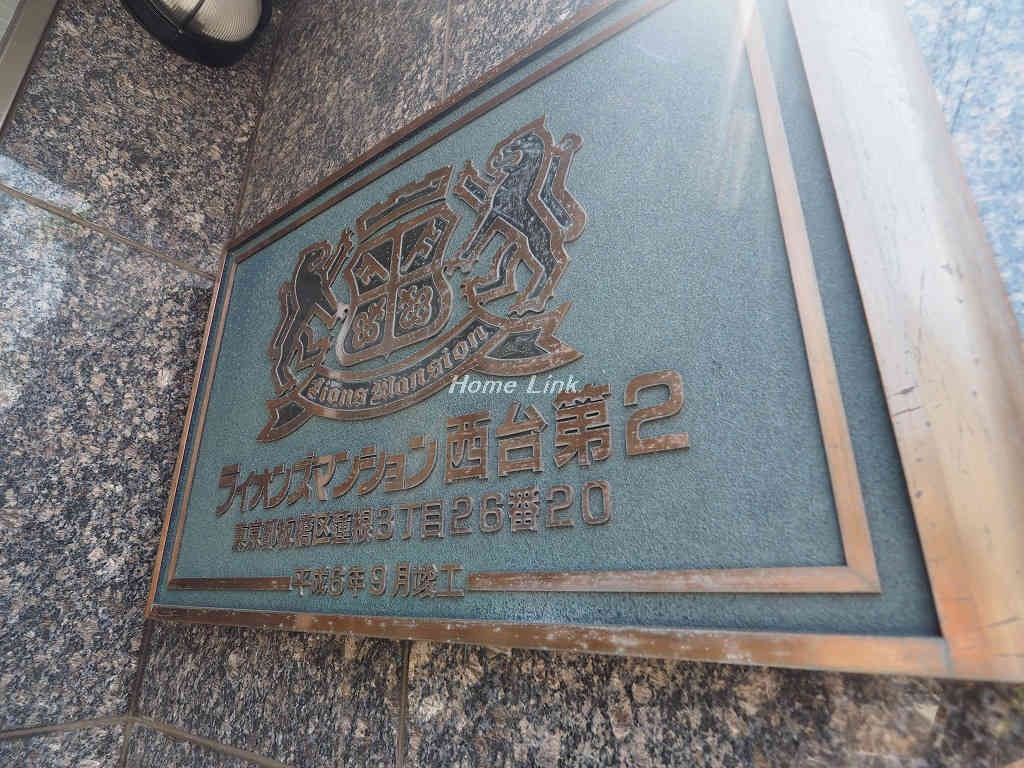 Lions Mansion
Home Link
ライオンズマンション西台第2
東京都板橋区蓮根3丁目26番20
平成5年9月竣工